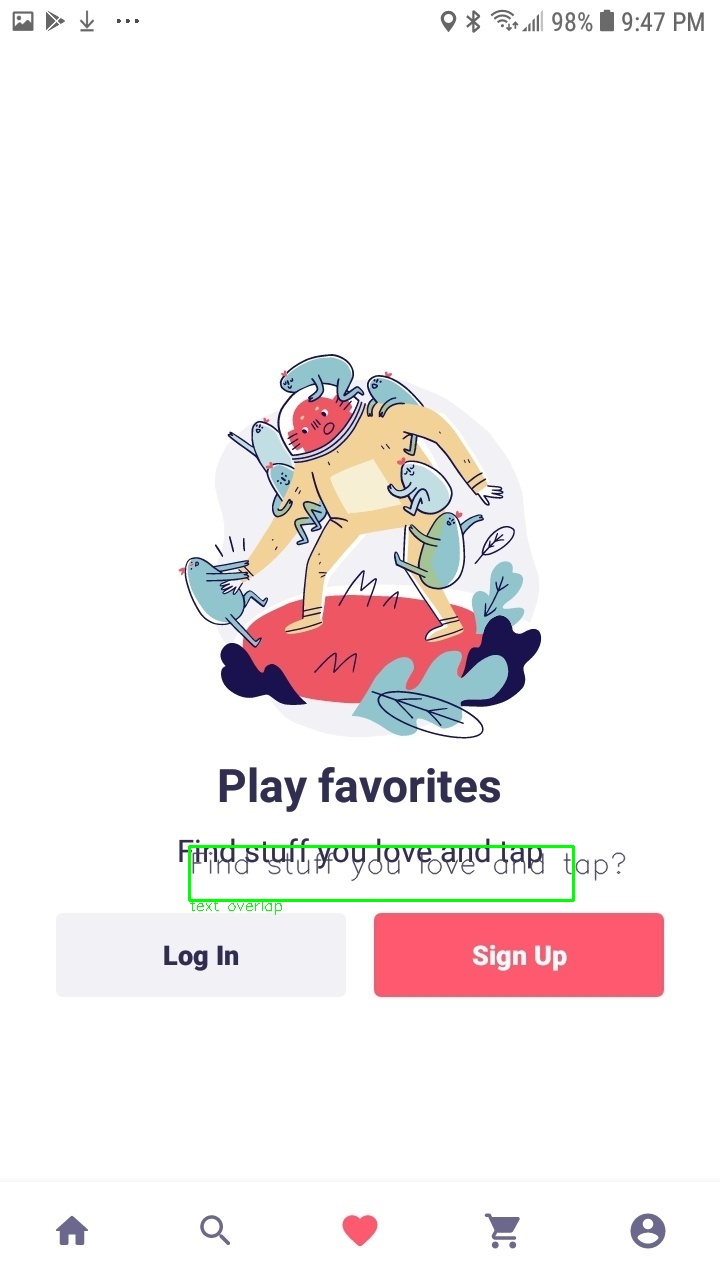 98% 9:47 PM
Play favorites
Find stuff you love and tap
Find stuff you love and tap?
text overlap
Log In
Sign Up